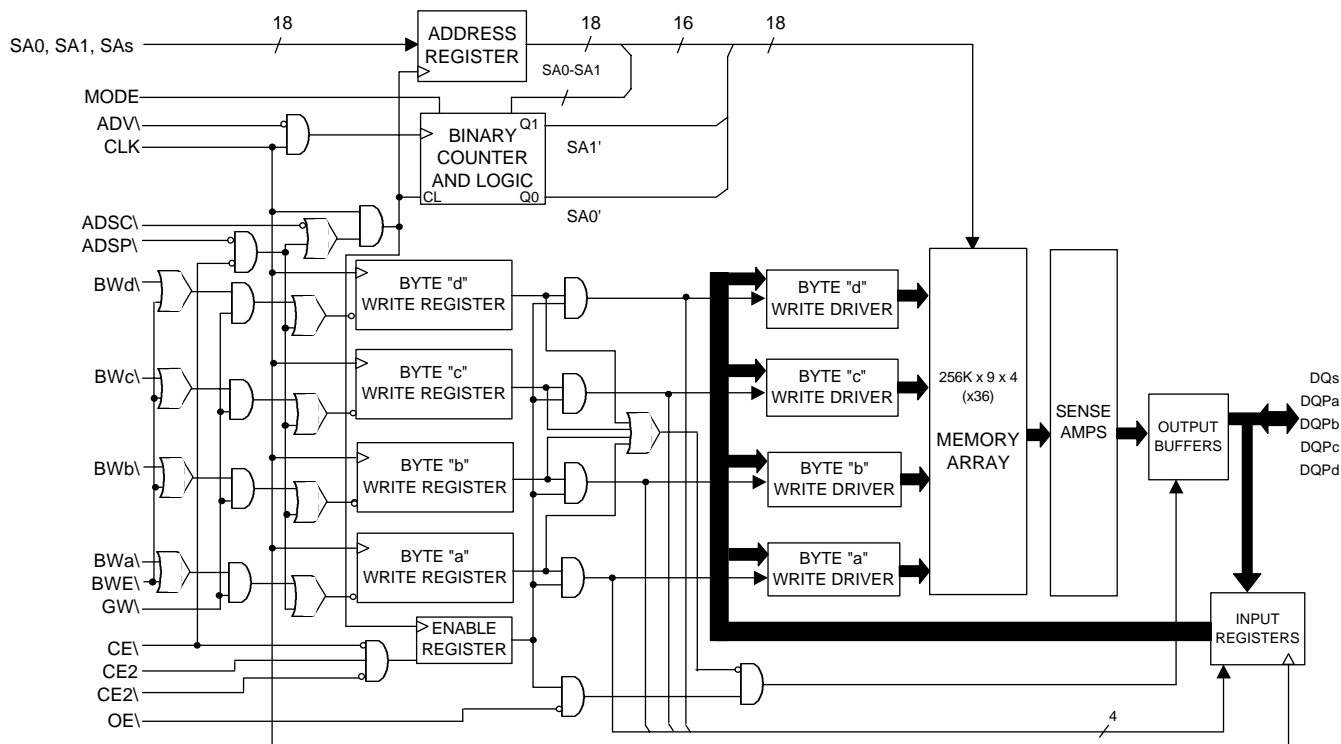 18
ADDRESS
REGISTER
18
16
18
SA0, SA1, SAs
SA0-SA1
MODE
ADV\
CLK
BINARY
COUNTER
AND LOGIC
Q1
CL
Q0
SA1'
SA0'
ADSC\
ADSP\
BWd\
BYTE "d"
WRITE REGISTER
BYTE "d"
WRITE DRIVER
BWc\
BYTE "c"
WRITE REGISTER
BYTE "c"
WRITE DRIVER
256K x 9 x 4
(x36)
MEMORY
ARRAY
SENSE
AMPS
OUTPUT
BUFFERS
DQs
DQPa
DQPb
DQPc
DQPd
BWb\
BYTE "b"
WRITE REGISTER
BYTE "b"
WRITE DRIVER
BWa\
BWE\
GW\
BYTE "a"
WRITE REGISTER
BYTE "a"
WRITE DRIVER
ENABLE
REGISTER
INPUT
REGISTERS
CE\
CE2
CE2\
OE\
4